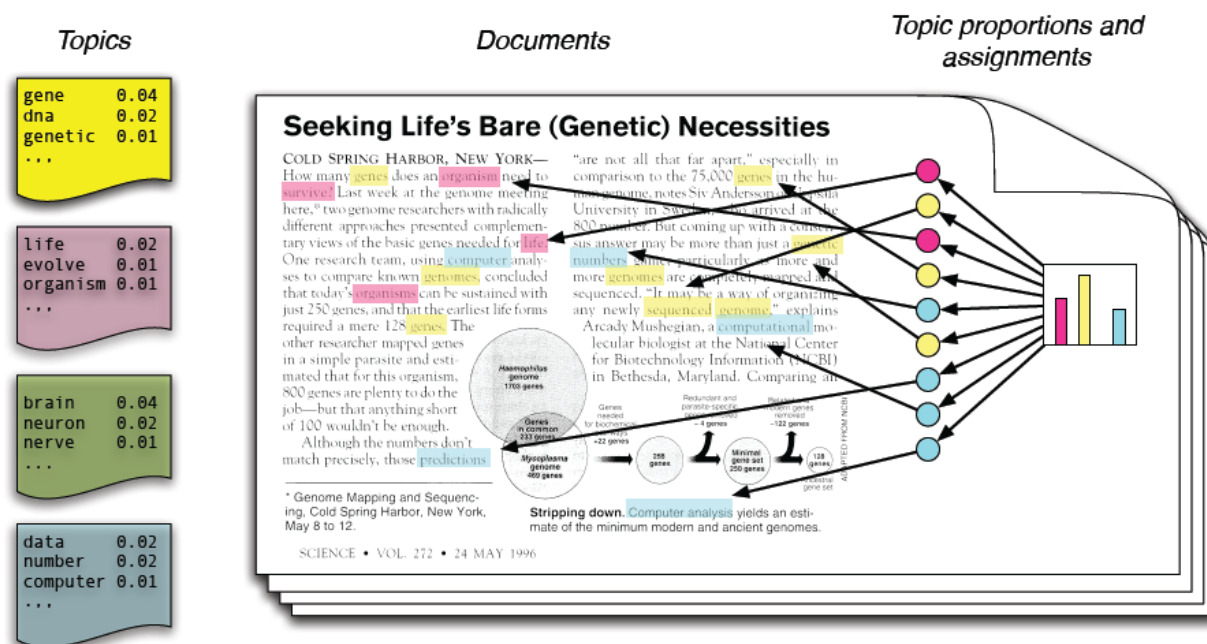 Topics
Documents
Topic proportions and
assignments
gene 0.04
dna 0.02
genetic 0.01
...
life 0.02
evolve 0.01
organism 0.01
...
brain 0.04
neuron 0.02
nerve 0.01
...
data 0.02
number 0.02
computer 0.01
...
Seeking Life's Bare (Genetic) Necessities
COLD SPRING HARBOR, NEW YORK—
How many genes does an organism need to
survive? Last week at the genome meeting
here,* two genome researchers with radically
different approaches presented complemen-
tary views of the basic genes needed for life.
One research team, using computer analy-
ses to compare known genomes, concluded
that today's organisms can be sustained with
just 250 genes, and that the earliest life forms
required a mere 128 genes. The
other researcher mapped genes
in a simple parasite and esti-
mated that for this organism,
800 genes are plenty to do the
job—but that anything short
of 100 wouldn't be enough.
Although the numbers don't
match precisely, those predictions
* Genome Mapping and Sequenc-
ing, Cold Spring Harbor, New York,
May 8 to 12.
"are not all that far apart," especially in
comparison to the 75,000 genes in the hu-
man genome, notes Siv Andersson of Uppsala
University in Sweden, who arrived at the
800 number. But coming up with a consen-
sus answer may be more than just a genetic
numbers game, particularly as more and
more genomes are completely mapped and
sequenced. "It may be a way of organizing
any newly sequenced genome," explains
Arcady Mushegian, a computational mo-
lecular biologist at the National Center
for Biotechnology Information (NCBI)
in Bethesda, Maryland. Comparing an
Haemophilus
genome
1703 genes
Genes
in common
233 genes
Mycoplasma
genome
469 genes
Genes
needed
for biochemical
+22 genes
256
genes
Redundant and
parasite-specific
removed
–4 genes
Minimal
gene set
250 genes
modern genes
removed
–122 genes
128
genes
Ancestral
gene set
ADAPTED FROM NCBI
Stripping down. Computer analysis yields an esti-
mate of the minimum modern and ancient genomes.
SCIENCE • VOL. 272 • 24 MAY 1996